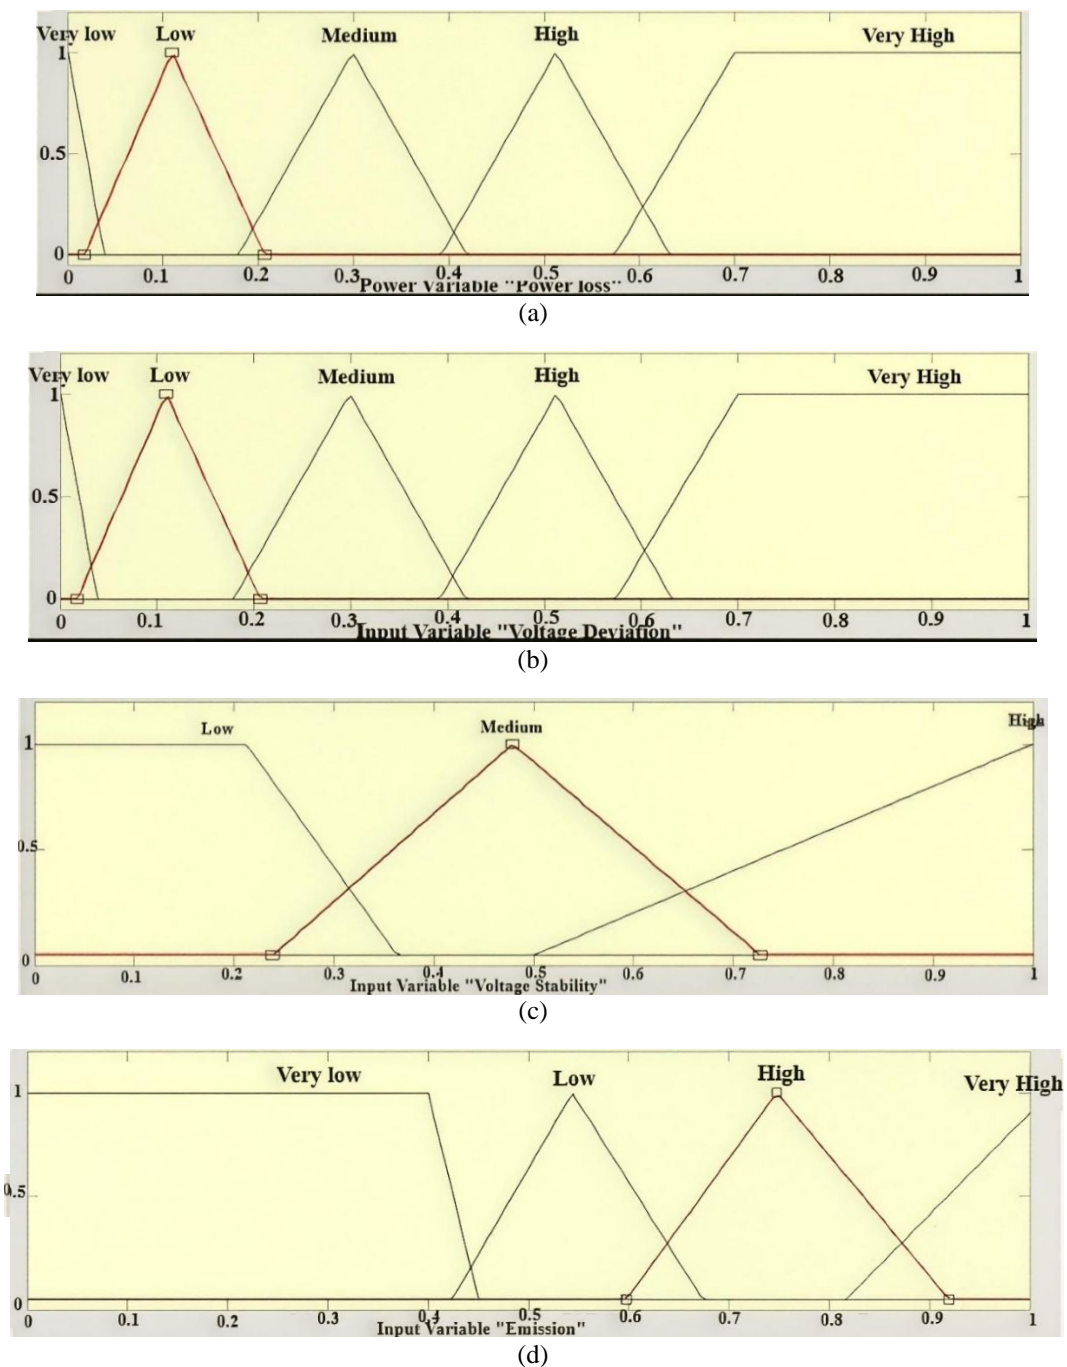 Very low Low Medium High Very High
1
0.5
0
0 0.1 0.2 0.3 0.4 0.5 0.6 0.7 0.8 0.9 1
Power Variable "Power loss"
(a)
Very low Low Medium High Very High
1
0.5
0
0 0.1 0.2 0.3 0.4 0.5 0.6 0.7 0.8 0.9 1
Input Variable "Voltage Deviation"
(b)
Low Medium High
1
0.5
0
0 0.1 0.2 0.3 0.4 0.5 0.6 0.7 0.8 0.9 1
Input Variable "Voltage Stability"
(c)
Very low Low High Very High
1
0.5
0
0 0.1 0.2 0.3 0.4 0.5 0.6 0.7 0.8 0.9 1
Input Variable "Emission"
(d)